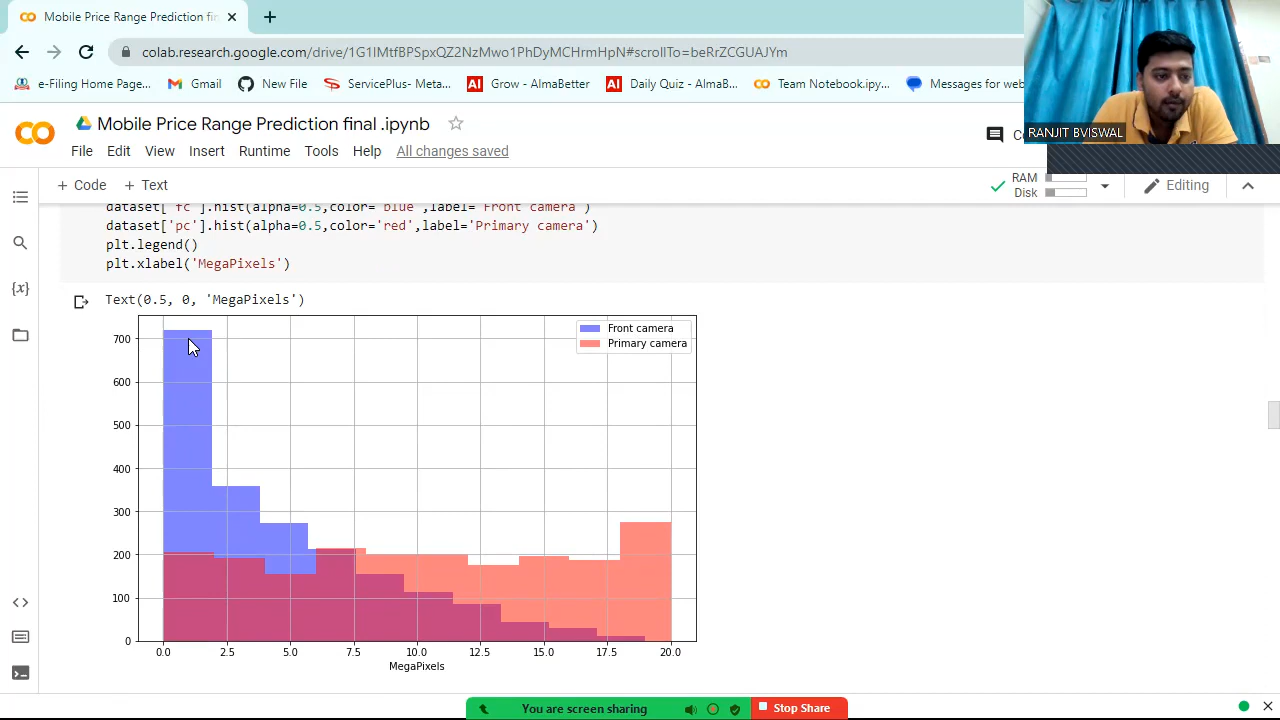 Mobile Price Range Prediction fin
colab.research.google.com/drive/1G1IMtfBPSpxQZ2NzMwo1PhDyMCHrmHpN#scrollTo=beRrZCGUAJYm
e-Filing Home Page...
Gmail
New File
ServicePlus- Meta...
AI Grow - AlmaBetter
AI Daily Quiz - AlmaB...
Team Notebook.ipy...
Messages for web
RANJIT BVISWAL
Mobile Price Range Prediction final .ipynb
File Edit View Insert Runtime Tools Help All changes saved
+ Code + Text
RAM
Disk
Editing
{x}
dataset['fc'].hist(alpha=0.5,color='blue',label='Front camera')
dataset['pc'].hist(alpha=0.5,color='red',label='Primary camera')
plt.legend()
plt.xlabel('MegaPixels')
Text(0.5, 0, 'MegaPixels')
Front camera
Primary camera
700
600
500
400
300
200
100
0
0.0 2.5 5.0 7.5 10.0 12.5 15.0 17.5 20.0
MegaPixels
You are screen sharing
Stop Share